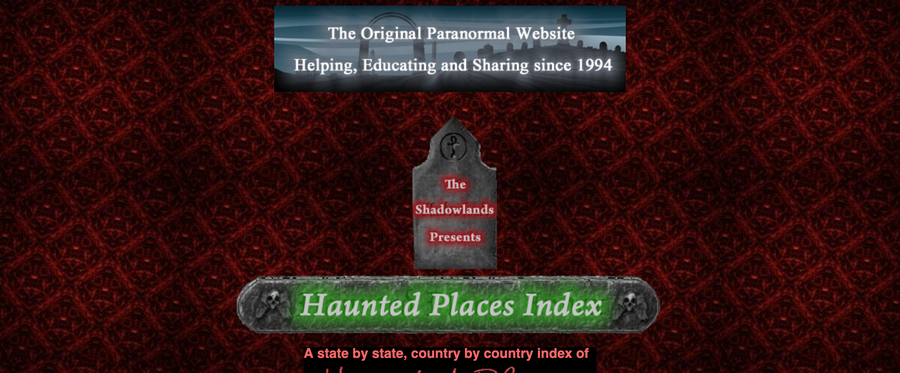 The Original Paranormal Website
Helping, Educating and Sharing since 1994
The
Shadowlands
Presents
Haunted Places Index
A state by state, country by country index of